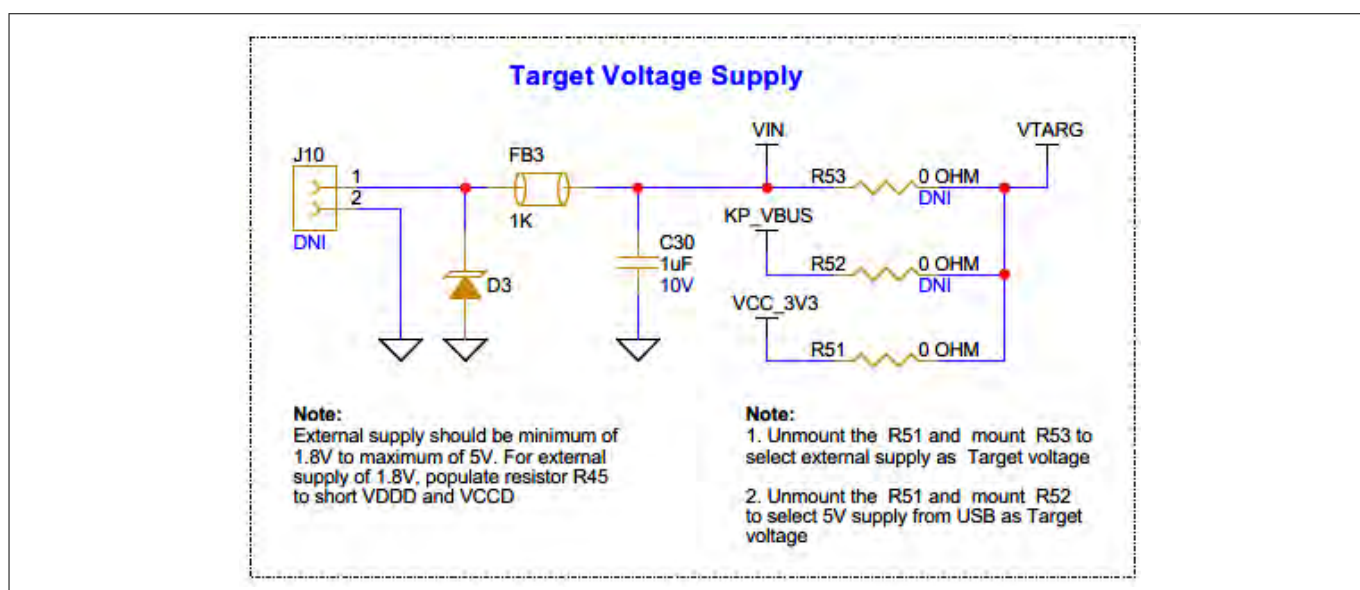 Target Voltage Supply
VIN
VTARG
J10
FB3
1
2
R53
0 OHM
DNI
1K
DNI
KP_VBUS
C30
1uF
10V
R52
0 OHM
DNI
D3
VCC_3V3
R51
0 OHM
Note:
External supply should be minimum of
1.8V to maximum of 5V. For external
supply of 1.8V, populate resistor R45
to short VDDD and VCCD
Note:
1. Unmount the R51 and mount R53 to
select external supply as Target voltage
2. Unmount the R51 and mount R52
to select 5V supply from USB as Target
voltage